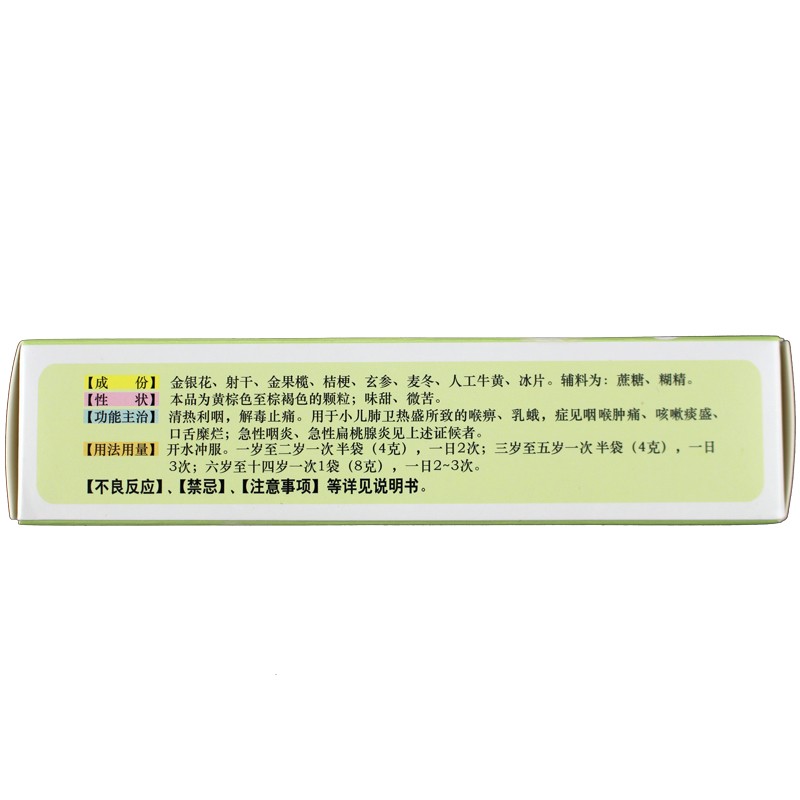 【成 份】 金银花、射干、金果榄、桔梗、玄参、麦冬、人工牛黄、冰片。辅料为：蔗糖、糊精。
【性 状】 本品为黄棕色至棕褐色的颗粒；味甜、微苦。
【功能主治】 清热利咽，解毒止痛。用于小儿肺卫热盛所致的喉痹、乳蛾，症见咽喉肿痛、咳嗽痰盛、
口舌糜烂；急性咽炎、急性扁桃腺炎见上述证候者。
【用法用量】 开水冲服。一岁至二岁一次半袋（4克），一日2次；三岁至五岁一次半袋（4克），一日
3次；六岁至十四岁一次1袋（8克），一日2~3次。
【不良反应】、【禁忌】、【注意事项】等详见说明书。